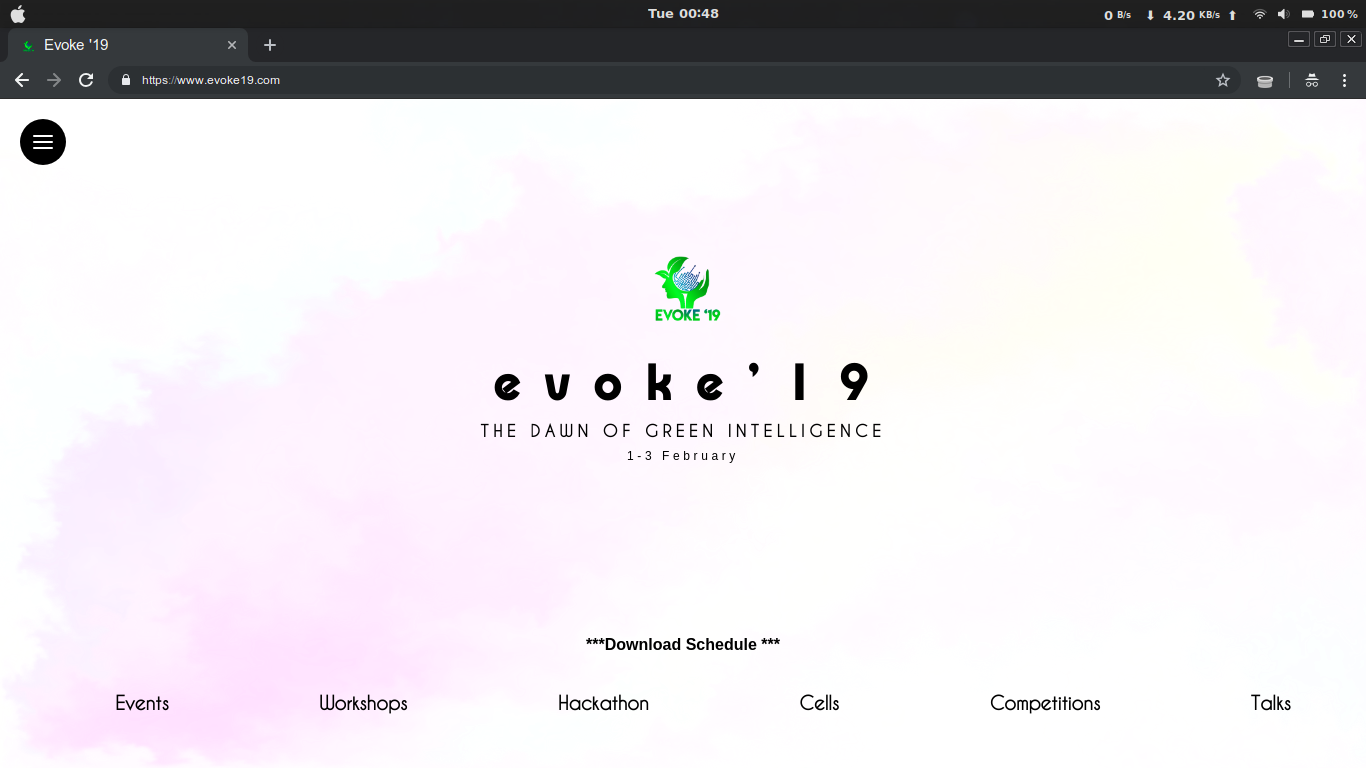 Tue 00:48
0 B/s ⬇ 4.20 KB/s ⬆ 100 %
Evoke '19
https://www.evoke19.com
EVOKE '19
evoke'19
THE DAWN OF GREEN INTELLIGENCE
1-3 February
***Download Schedule ***
Events Workshops Hackathon Cells Competitions Talks